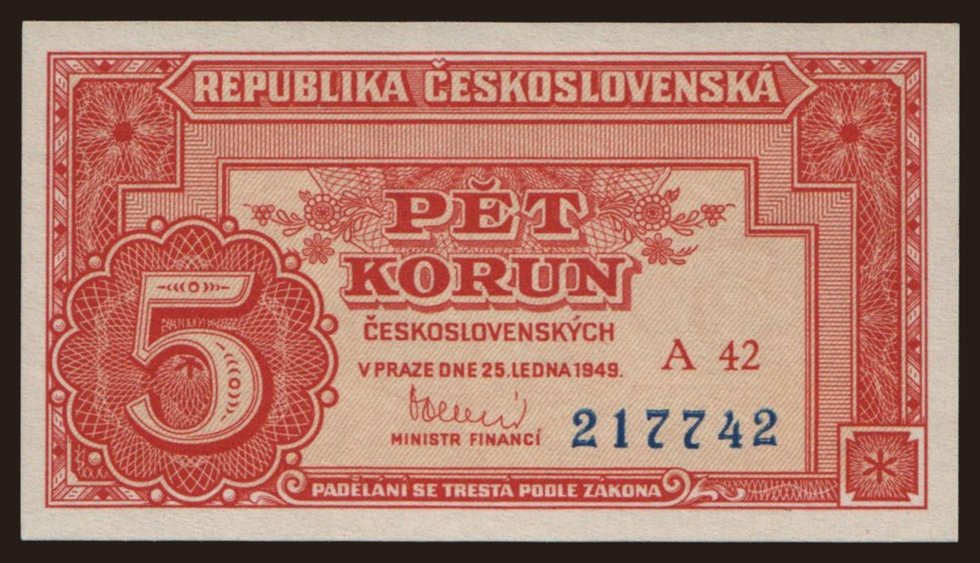 REPUBLIKA ČESKOSLOVENSKÁ
PĚT
KORUN
5
ČESKOSLOVENSKÝCH
V PRAZE DNE 25. LEDNA 1949.
A 42
MINISTR FINANCÍ
217742
PADĚLÁNÍ SE TRESTÁ PODLE ZÁKONA